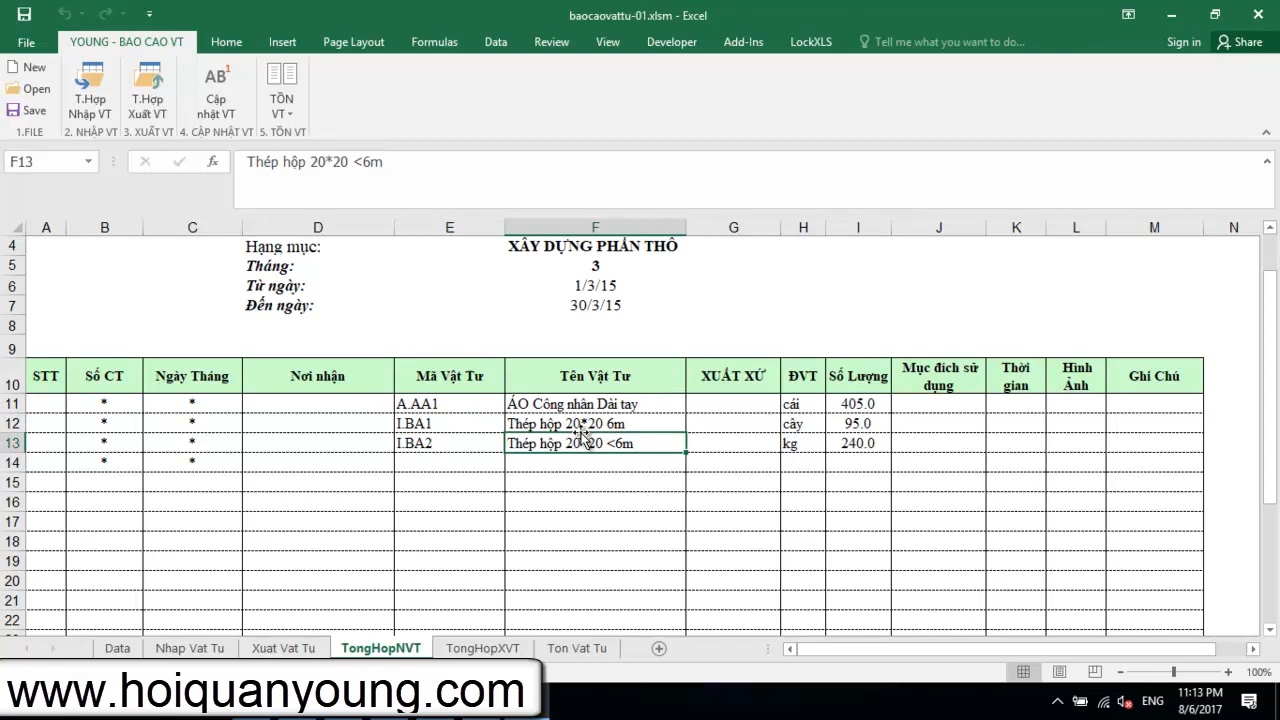 baocaovattu-01.xlsm - Excel
File YOUNG - BAO CAO VT Home Insert Page Layout Formulas Data Review View Developer Add-Ins LockXLS Tell me what you want to do... Sign in Share
New
Open
Save
T.Hợp
Nhập VT
T.Hợp
Xuất VT
AB¹
Cập
nhật VT
TỒN
VT
1.FILE 2. NHẬP VT 3. XUẤT VT 4. CẬP NHẬT VT 5. TỒN VT
F13 fx Thép hộp 20*20 <6m
A B C D E F G H I J K L M N
4 Hạng mục: XÂY DỰNG PHẦN THÔ
5 Tháng: 3
6 Từ ngày: 1/3/15
7 Đến ngày: 30/3/15
8
9
10 STT Số CT Ngày Tháng Nơi nhận Mã Vật Tư Tên Vật Tư XUẤT XỨ ĐVT Số Lượng Mục đích sử dụng Thời gian Hình Ảnh Ghi Chú
11 * * A.AA1 ÁO Công nhân Dài tay cái 405.0
12 * * I.BA1 Thép hộp 20*20 6m cây 95.0
13 * * I.BA2 Thép hộp 20*20 <6m kg 240.0
14 * *
15
16
17
18
19
20
21
22
Data Nhap Vat Tu Xuat Vat Tu TongHopNVT TongHopXVT Ton Vat Tu
100%
www.hoiquanyoung.com
ENG
11:13 PM
8/6/2017